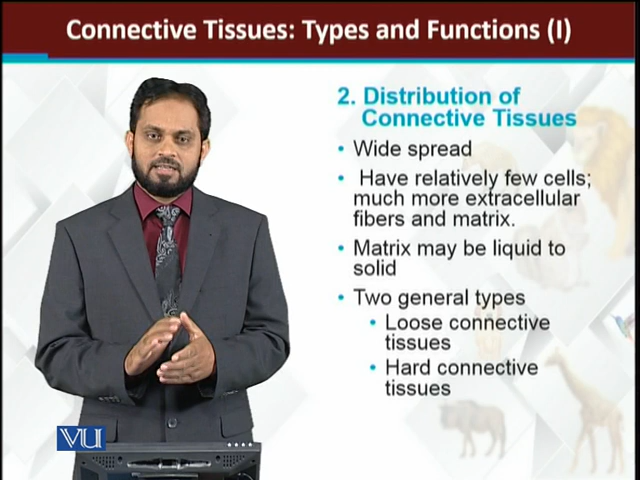 Connective Tissues: Types and Functions (I)
2. Distribution of
Connective Tissues
• Wide spread
• Have relatively few cells;
much more extracellular
fibers and matrix.
• Matrix may be liquid to
solid
• Two general types
• Loose connective
tissues
• Hard connective
tissues
VU